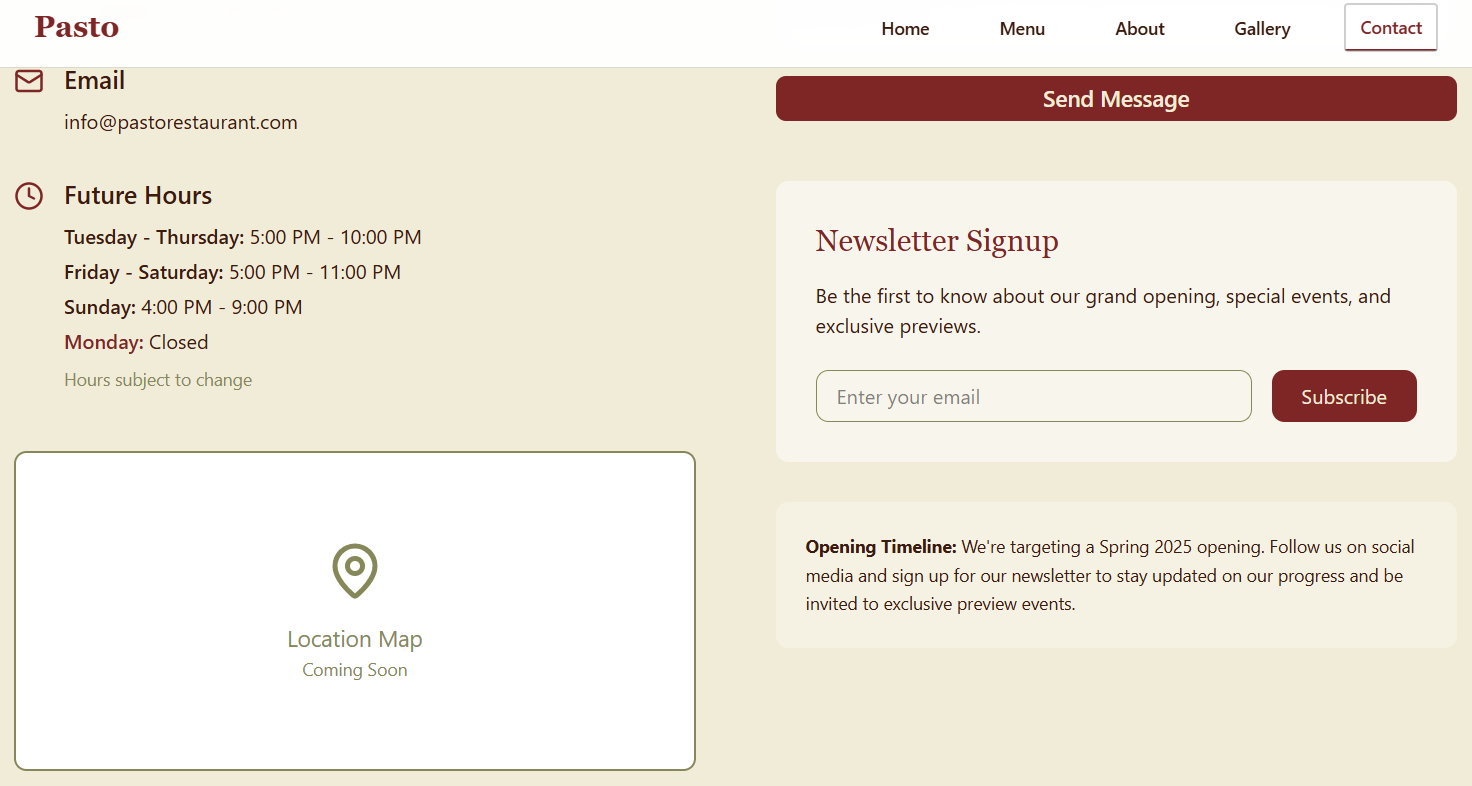 Pasto
Home
Menu
About
Gallery
Contact
Email
info@pastorestaurant.com
Future Hours
Tuesday - Thursday: 5:00 PM - 10:00 PM
Friday - Saturday: 5:00 PM - 11:00 PM
Sunday: 4:00 PM - 9:00 PM
Monday: Closed
Hours subject to change
Location Map
Coming Soon
Send Message
Newsletter Signup
Be the first to know about our grand opening, special events, and
exclusive previews.
Enter your email
Subscribe
Opening Timeline: We're targeting a Spring 2025 opening. Follow us on social
media and sign up for our newsletter to stay updated on our progress and be
invited to exclusive preview events.